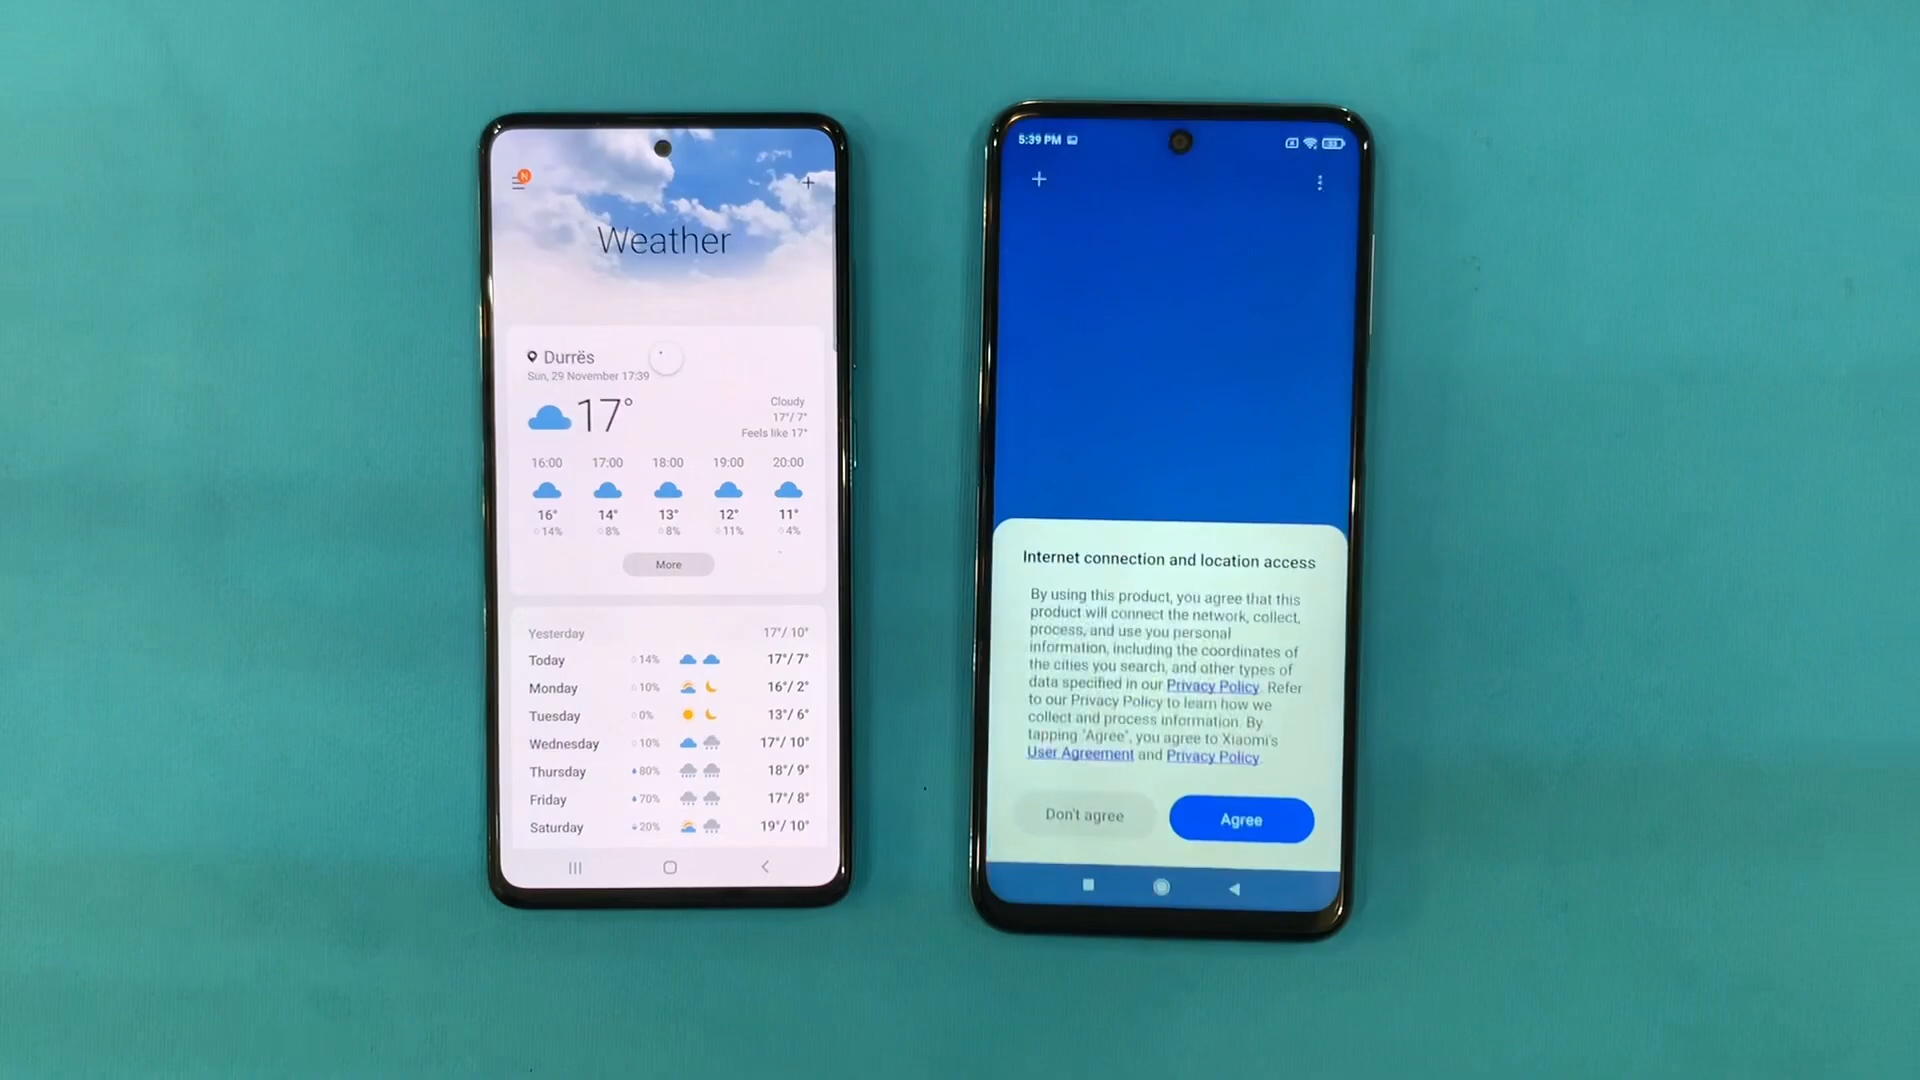 N
Weather
Durrës
Sun, 29 November 17:39
17°
Cloudy
17°/ 7°
Feels like 17°
16:00 17:00 18:00 19:00 20:00
16° 14° 13° 12° 11°
14% 8% 8% 11% 4%
More
Yesterday 17°/ 10°
Today 14% 17°/ 7°
Monday 10% 16°/ 2°
Tuesday 0% 13°/ 6°
Wednesday 10% 17°/ 10°
Thursday 80% 18°/ 9°
Friday 70% 17°/ 8°
Saturday 20% 19°/ 10°
5:39 PM
Internet connection and location access
By using this product, you agree that this
product will connect the network, collect,
process, and use you personal
information, including the coordinates of
the cities you search, and other types of
data specified in our Privacy Policy. Refer
to our Privacy Policy to learn how we
collect and process information. By
tapping "Agree", you agree to Xiaomi's
User Agreement and Privacy Policy.
Don't agree
Agree